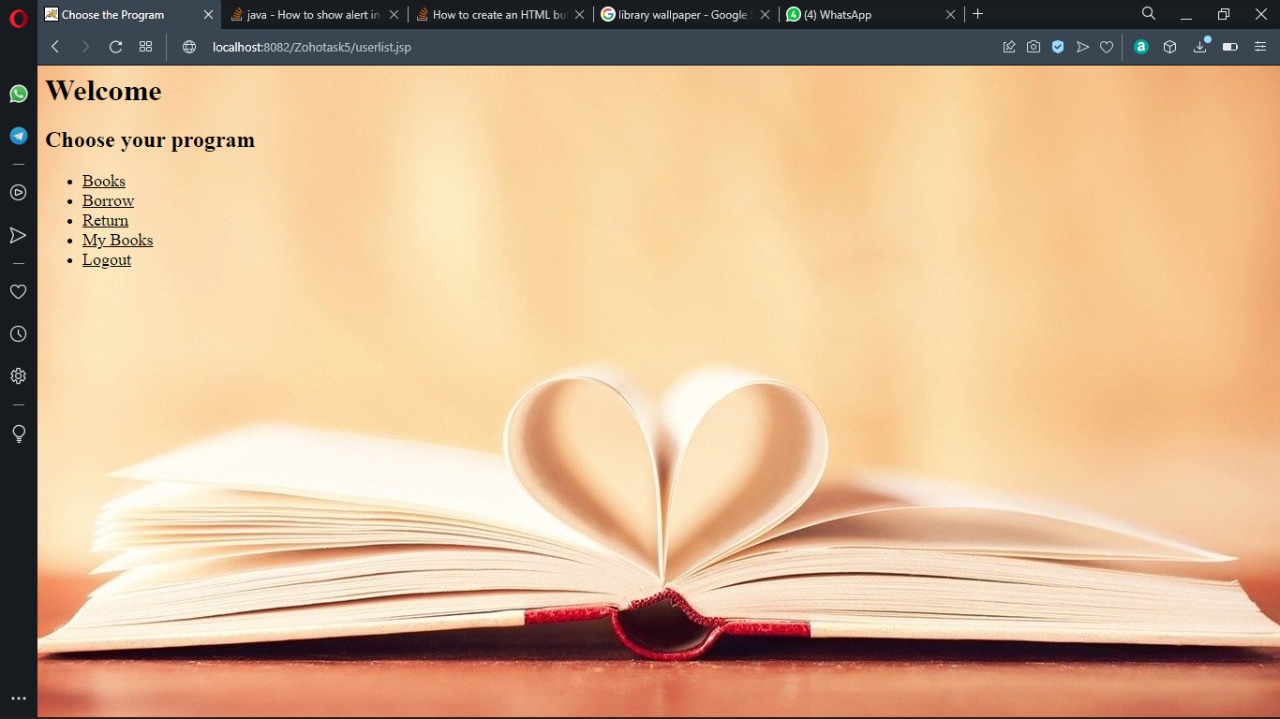 Choose the Program
java - How to show alert in
How to create an HTML bu
library wallpaper - Google
(4) WhatsApp
localhost:8082/Zohotask5/userlist.jsp
Welcome
Choose your program
Books
Borrow
Return
My Books
Logout